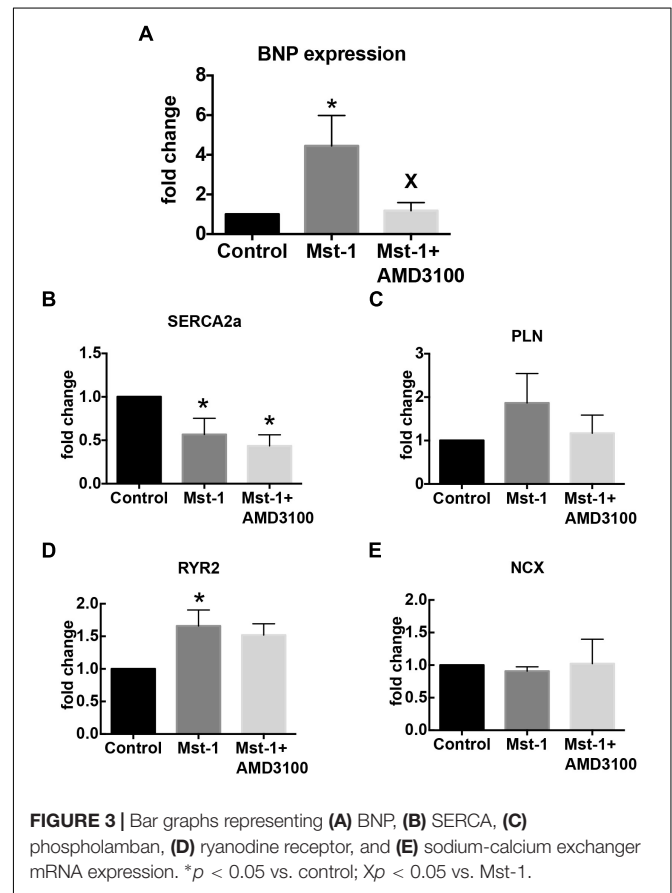 A
BNP expression
fold change
8
6
4
2
0
*
X
Control
Mst-1
Mst-1+
AMD3100
B
SERCA2a
fold change
1.5
1.0
0.5
0.0
*
*
Control
Mst-1
Mst-1+
AMD3100
C
PLN
fold change
3
2
1
0
Control
Mst-1
Mst-1+
AMD3100
D
RYR2
fold change
2.0
1.5
1.0
0.5
0.0
*
Control
Mst-1
Mst-1+
AMD3100
E
NCX
fold change
2.0
1.5
1.0
0.5
0.0
Control
Mst-1
Mst-1+
AMD3100
FIGURE 3 | Bar graphs representing (A) BNP, (B) SERCA, (C)
phospholamban, (D) ryanodine receptor, and (E) sodium-calcium exchanger
mRNA expression. *p < 0.05 vs. control; Xp < 0.05 vs. Mst-1.